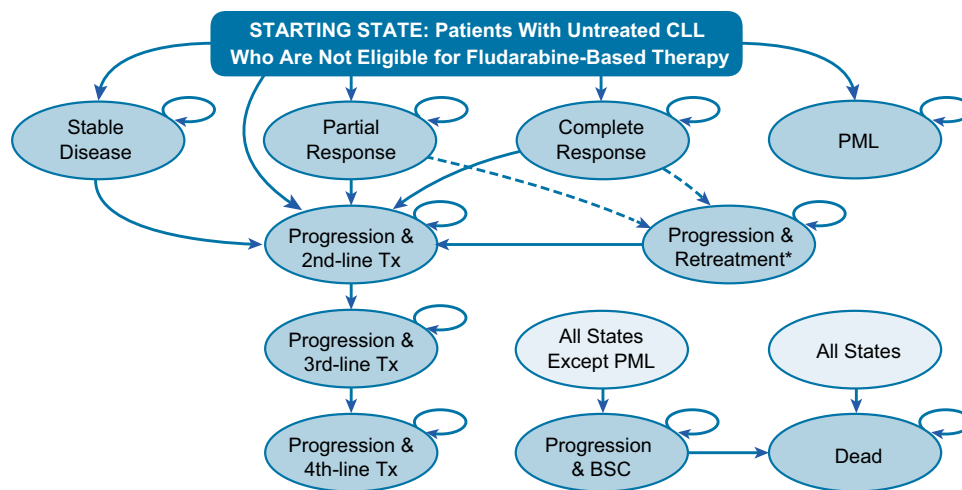 STARTING STATE: Patients With Untreated CLL
Who Are Not Eligible for Fludarabine-Based Therapy
Stable
Disease
Partial
Response
Complete
Response
PML
Progression &
2nd-line Tx
Progression &
Retreatment*
Progression &
3rd-line Tx
All States
Except PML
All States
Progression &
4th-line Tx
Progression
& BSC
Dead